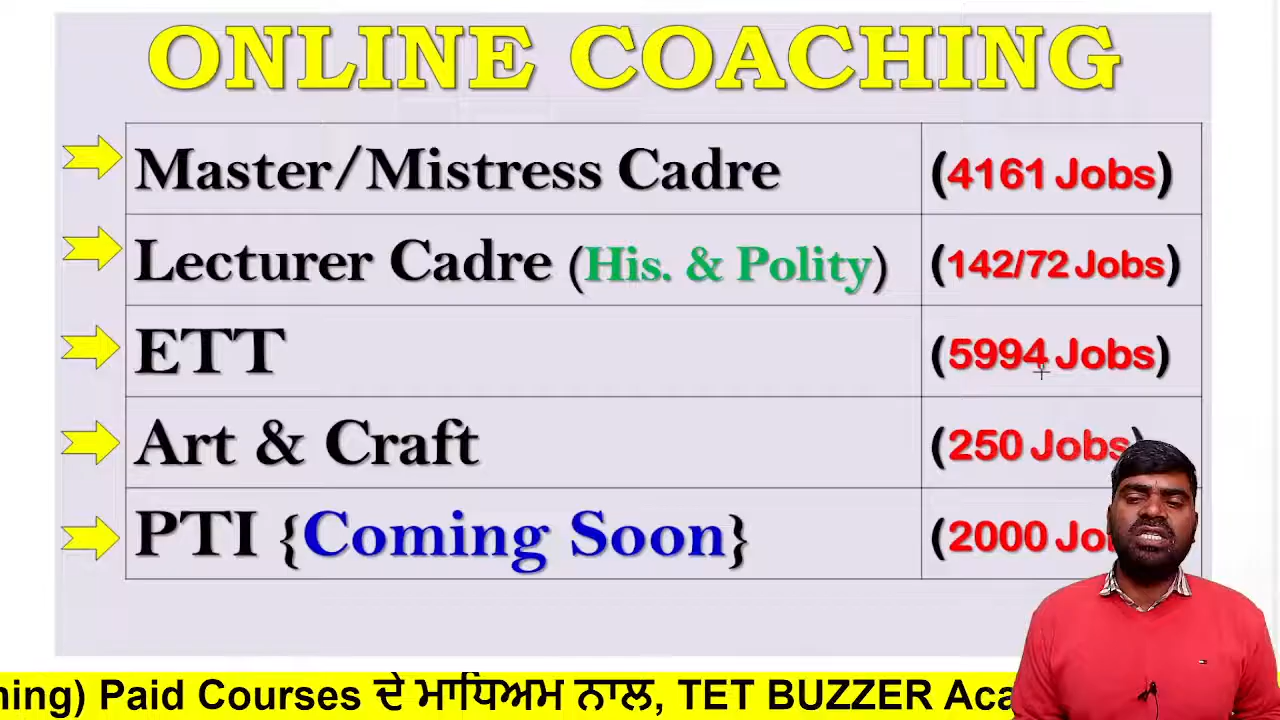 ONLINE COACHING
Master/Mistress Cadre (4161 Jobs)
Lecturer Cadre (His. & Polity) (142/72 Jobs)
ETT (5994 Jobs)
Art & Craft (250 Jobs)
PTI {Coming Soon} (2000
Paid Courses ਦੇ ਮਾਧਿਅਮ ਨਾਲ, TET BUZZER